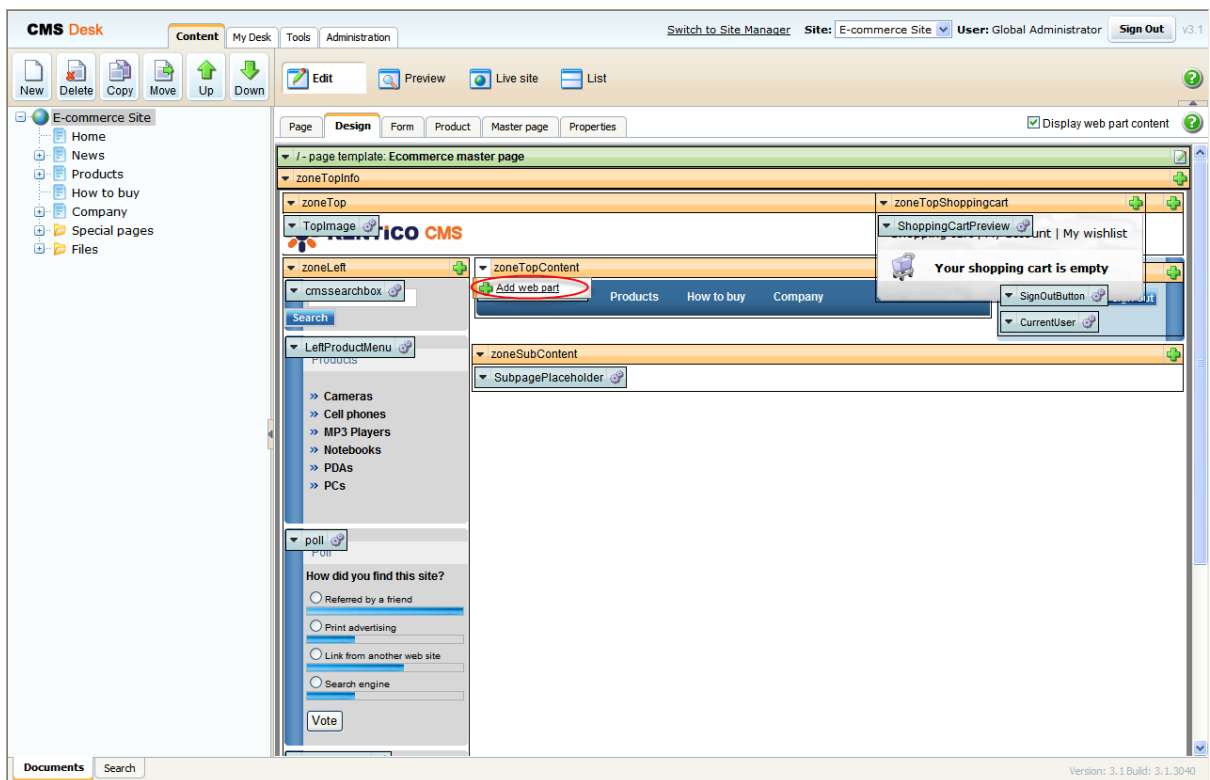 CMS Desk
Content
My Desk
Tools
Administration
Switch to Site Manager
Site: E-commerce Site
User: Global Administrator
Sign Out
v3.1
New
Delete
Copy
Move
Up
Down
Edit
Preview
Live site
List
E-commerce Site
Home
News
Products
How to buy
Company
Special pages
Files
Page
Design
Form
Product
Master page
Properties
Display web part content
/ - page template: Ecommerce master page
zoneTopInfo
zoneTop
zoneTopShoppingcart
TopImage
CMS
ShoppingCartPreview
| My wishlist
Your shopping cart is empty
zoneLeft
zoneTopContent
cmssearchbox
Add web part
Products
How to buy
Company
SignOutButton
Search
CurrentUser
LeftProductMenu
Products
zoneSubContent
SubpagePlaceholder
» Cameras
» Cell phones
» MP3 Players
» Notebooks
» PDAs
» PCs
poll
Poll
How did you find this site?
Referred by a friend
Print advertising
Link from another web site
Search engine
Vote
Documents
Search
Version: 3.1 Build: 3.1.3040